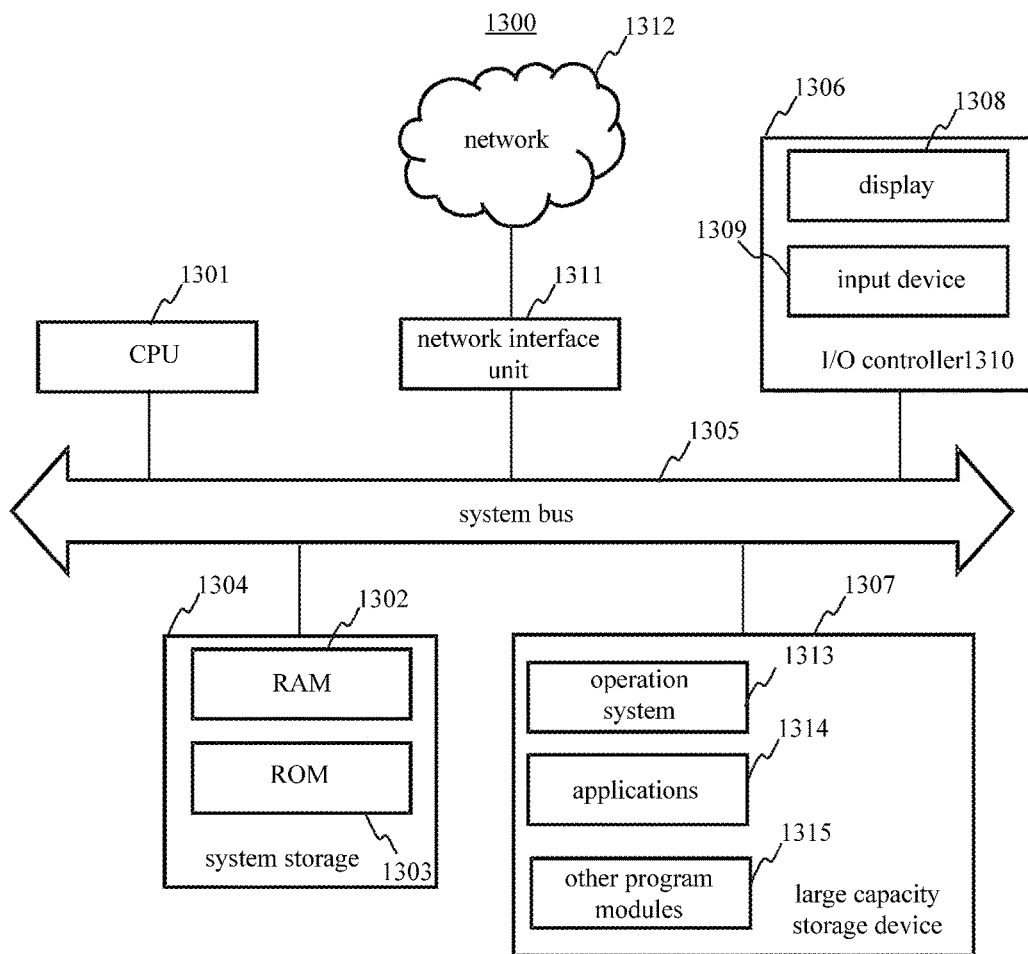 1300
1312
network
1306
1308
display
1309
input device
I/O controller1310
1301
CPU
1311
network interface
unit
1305
system bus
1304
1302
RAM
ROM
system storage
1303
1307
1313
operation
system
1314
applications
1315
other program
modules
large capacity
storage device